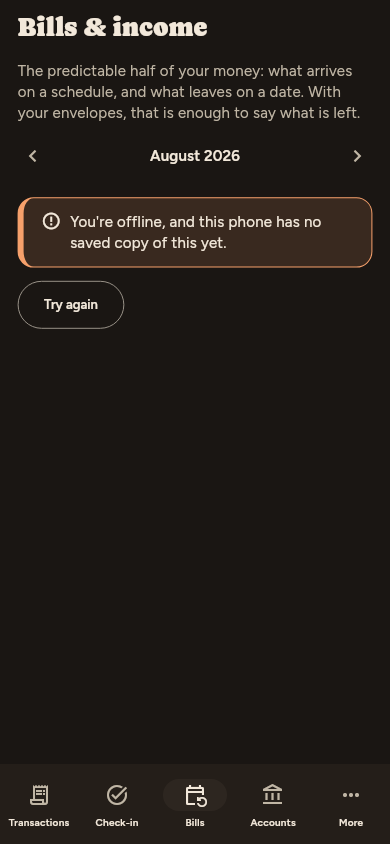 Bills & income
The predictable half of your money: what arrives
on a schedule, and what leaves on a date. With
your envelopes, that is enough to say what is left.
August 2026
You're offline, and this phone has no
saved copy of this yet.
Try again
Transactions
Check-in
Bills
Accounts
More